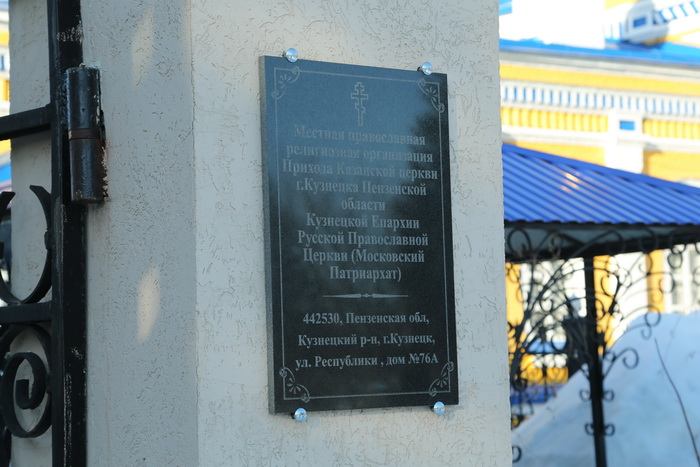 Местная православная
религиозная организация
Прихода Казанской церкви
г.Кузнецка Пензенской
области
Кузнецкой Епархии
Русской Православной
Церкви (Московский
Патриархат)
442530, Пензенская обл,
Кузнецкий р-н, г.Кузнецк,
ул. Республики , дом №76А